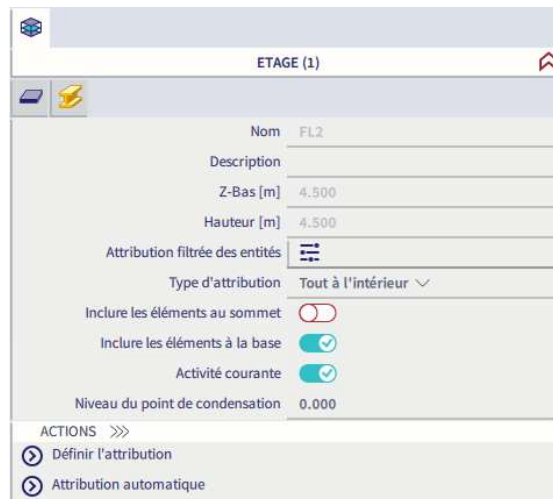 ETAGE (1)
Nom FL2
Description
Z-Bas [m] 4.500
Hauteur [m] 4.500
Attribution filtrée des entités
Type d'attribution Tout à l'intérieur
Inclure les éléments au sommet
Inclure les éléments à la base
Activité courante
Niveau du point de condensation 0.000
ACTIONS >>>
Définir l'attribution
Attribution automatique